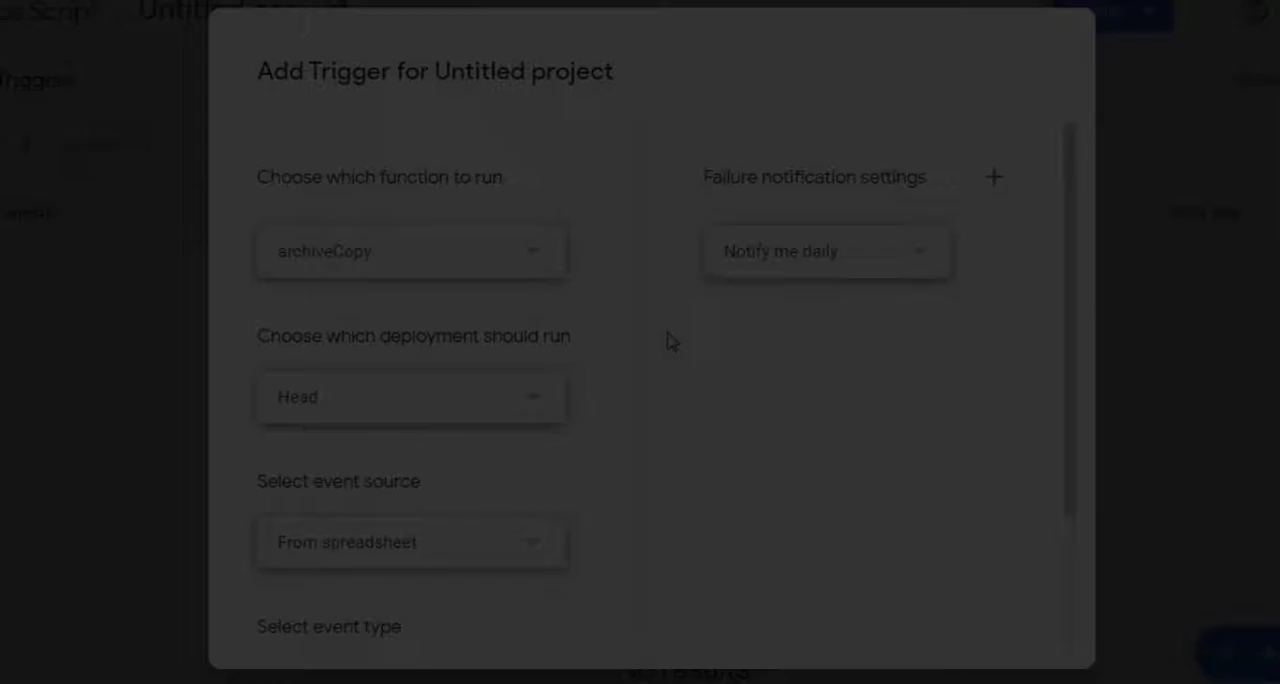 Add Trigger for Untitled project
Choose which function to run
Failure notification settings +
archiveCopy
Notify me daily
Choose which deployment should run
Head
Select event source
From spreadsheet
Select event type